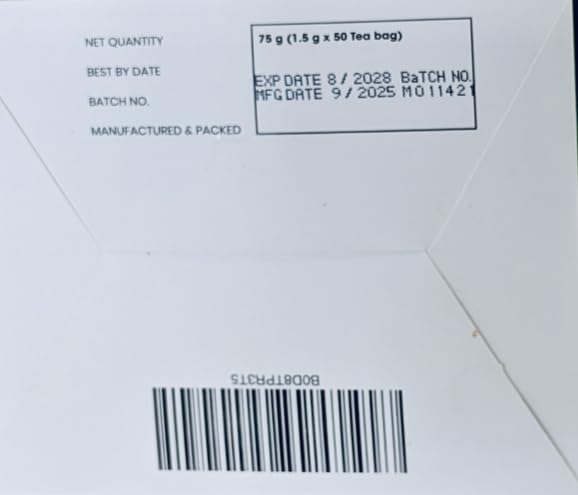 NET QUANTITY
75 g (1.5 g x 50 Tea bag)
BEST BY DATE
EXP DATE 8 / 2028 BaTCH NO.
BATCH NO.
MFG DATE 9 / 2025 M011421
MANUFACTURED & PACKED
B0D8TPR3T5